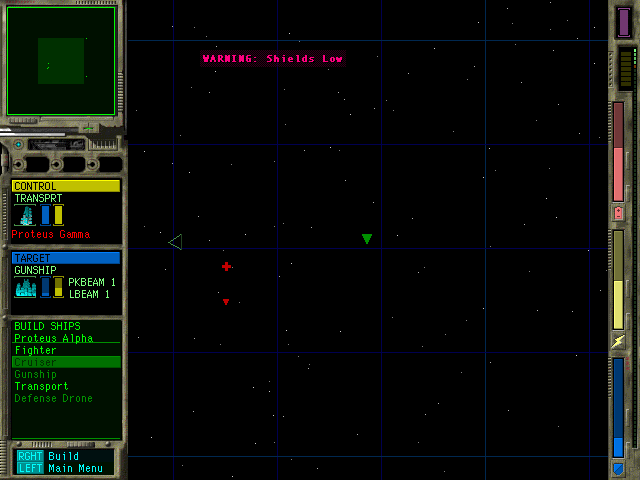 WARNING: Shields Low
CONTROL
TRANSPRT
Proteus Gamma
TARGET
GUNSHIP
PKBEAM 1
LBEAM 1
BUILD SHIPS
Proteus Alpha
Fighter
Cruiser
Gunship
Transport
Defense Drone
RGHT Build
LEFT Main Menu